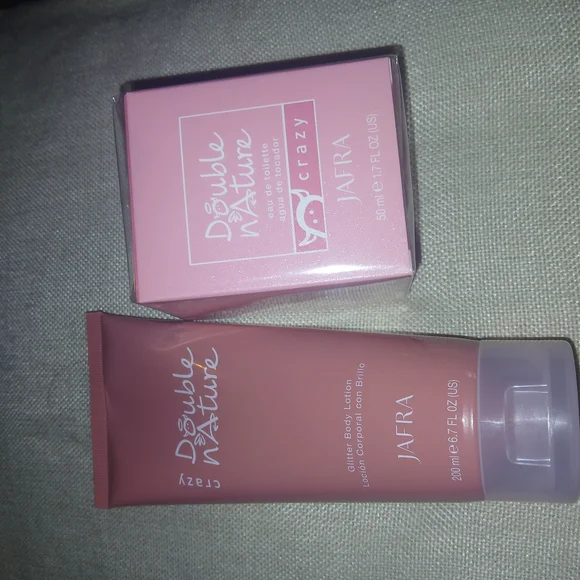 Double
nAture
eau de toilette
agua de tocador
crazy
JAFRA
50 ml e 1.7 FL OZ (US)
crazy
Double
nAture
Glitter Body Lotion
Loción Corporal con Brillo
JAFRA
200 ml e 6.7 FL OZ (US)